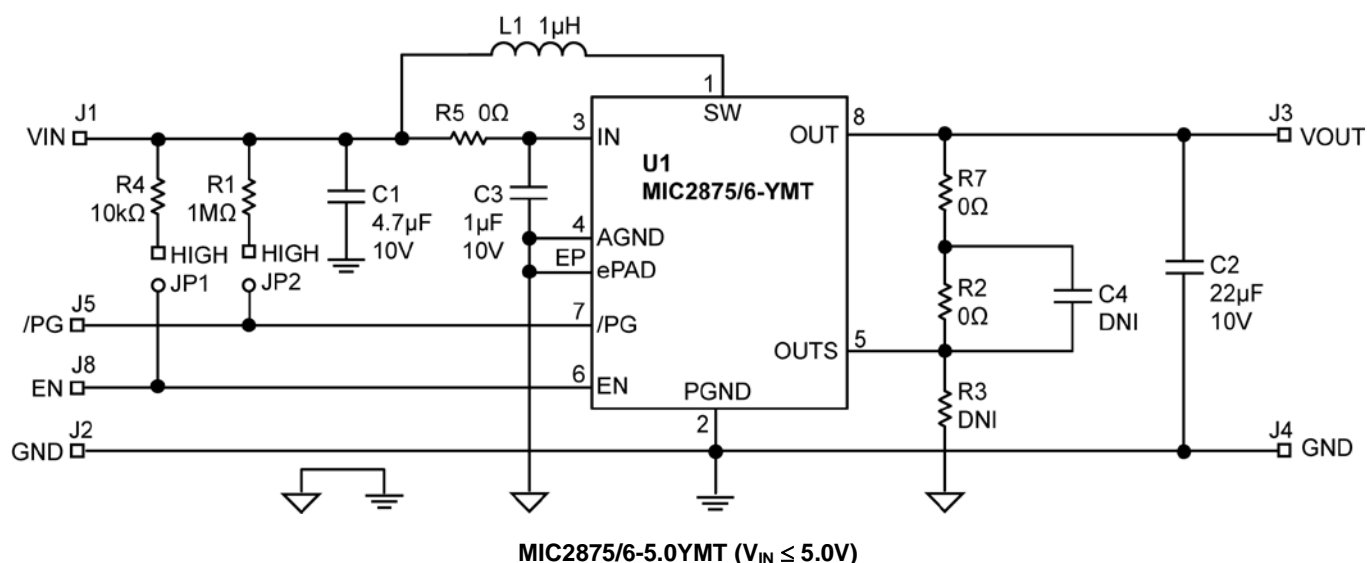 L1 1µH
1
J1
R5 0Ω
3
8
J3
VIN
IN
SW
OUT
VOUT
U1
MIC2875/6-YMT
R4
10kΩ
R1
1MΩ
C1
4.7µF
10V
C3
1µF
10V
R7
0Ω
4
AGND
HIGH
HIGH
EP
ePAD
JP1
JP2
R2
0Ω
C4
DNI
C2
22µF
10V
J5
/PG
7
/PG
OUTS
5
J8
EN
6
EN
PGND
R3
DNI
J2
GND
2
J4
GND
MIC2875/6-5.0YMT (VIN ≤ 5.0V)